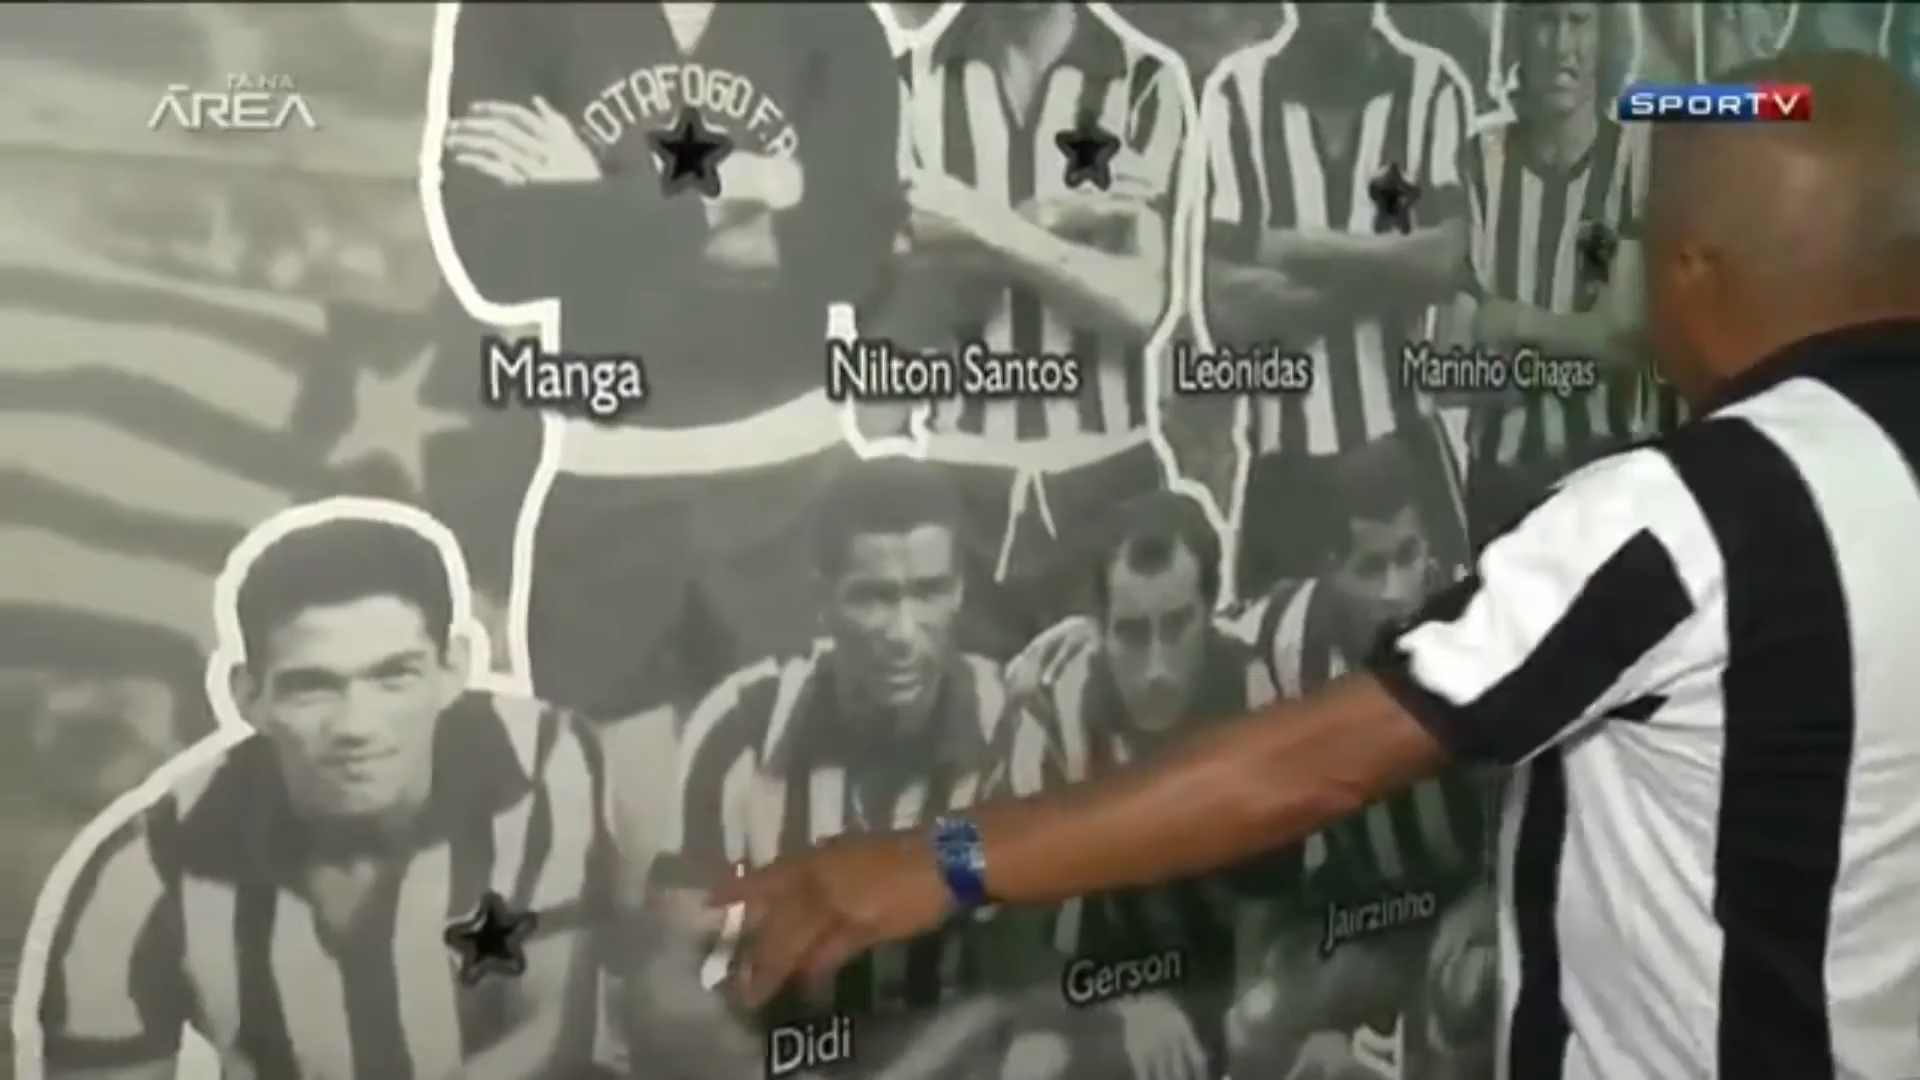 TÁ NA
ÁREA
SPORTV
OTAFOGO F.R
Manga
Nilton Santos
Leônidas
Marinho Chagas
Jairzinho
Gerson
Didi